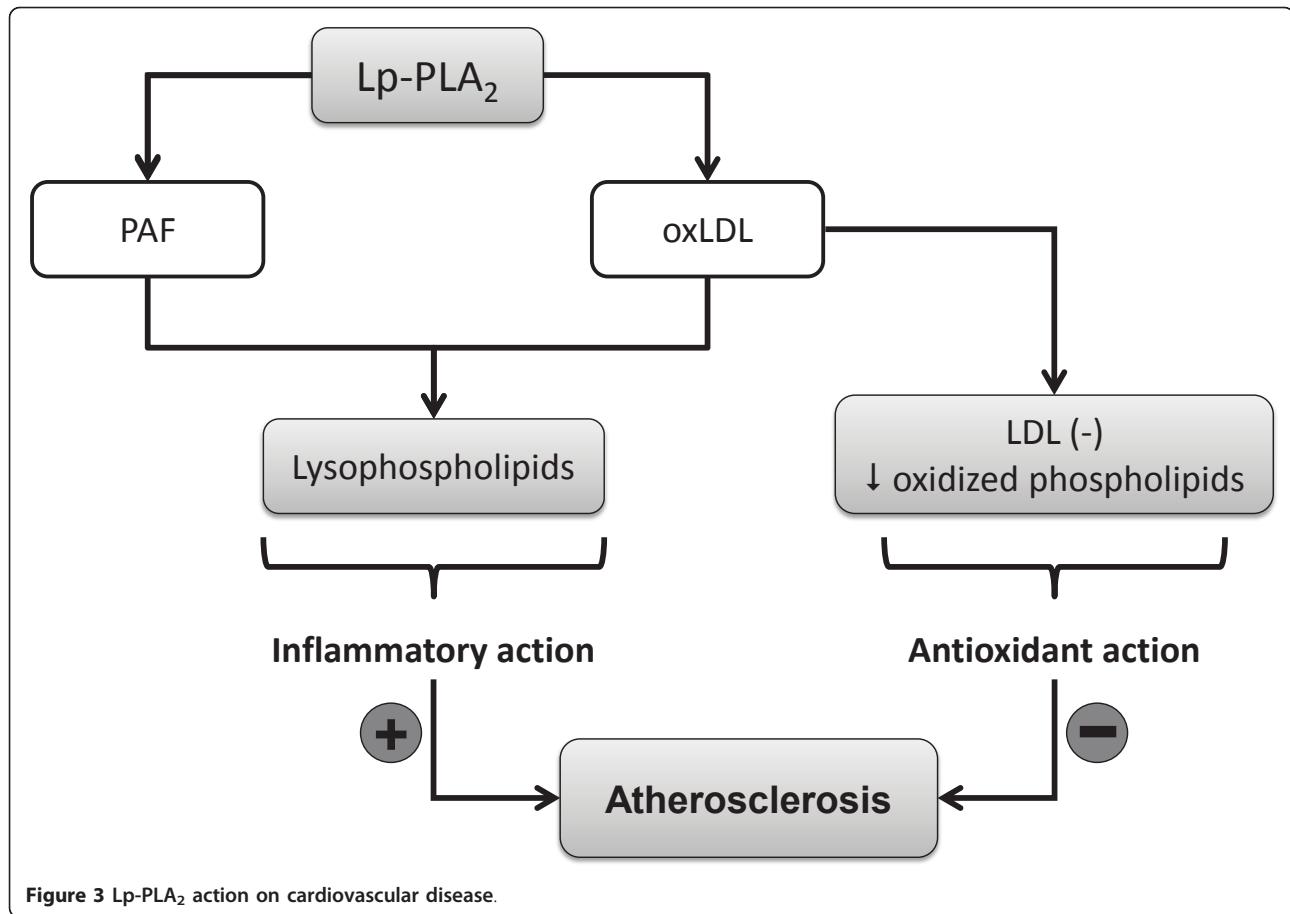 Lp-PLA₂
PAF
oxLDL
Lysophospholipids
LDL (-)
↓ oxidized phospholipids
Inflammatory action
Antioxidant action
+
−
Atherosclerosis
Figure 3 Lp-PLA₂ action on cardiovascular disease.